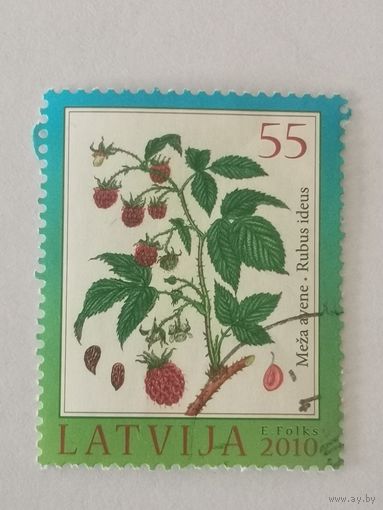 55
Meža avene . Rubus ideus
E. Folks
LATVIJA 2010
www.ay.by